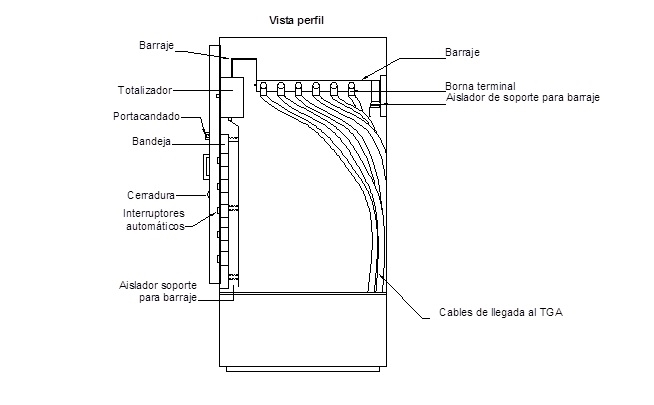 Vista perfil
Barraje
Totalizador
Portacandado
Bandeja
Cerradura
Interruptores
automáticos
Aislador soporte
para barraje
Barraje
Borna terminal
Aislador de soporte para barraje
Cables de llegada al TGA